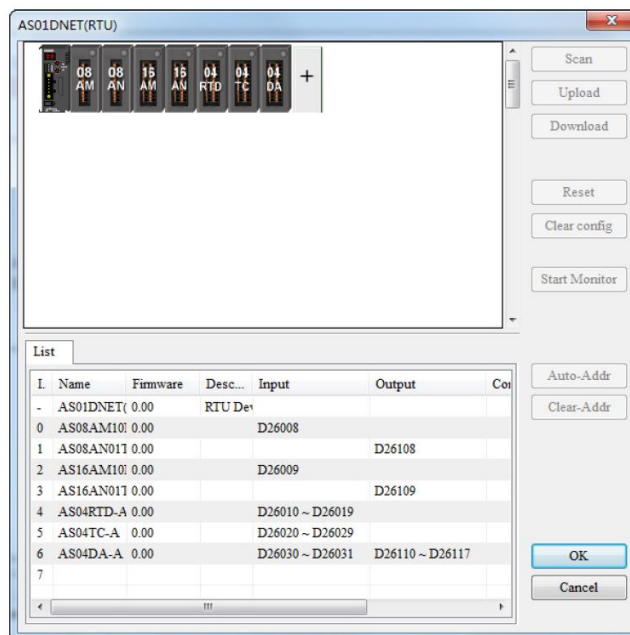 AS01DNET(RTU)
08 08 16 16 04 04 04
AM AN AM AN RTD TC DA +
Scan
Upload
Download
Reset
Clear config
Start Monitor
Auto-Addr
Clear-Addr
List
I. Name Firmware Desc... Input Output Co
- AS01DNET( 0.00 RTU De
0 AS08AM10 0.00 D26008
1 AS08AN01 0.00 D26108
2 AS16AM10 0.00 D26009
3 AS16AN01 0.00 D26109
4 AS04RTD-A 0.00 D26010 ~ D26019
5 AS04TC-A 0.00 D26020 ~ D26029
6 AS04DA-A 0.00 D26030 ~ D26031 D26110 ~ D26117
7
OK
Cancel